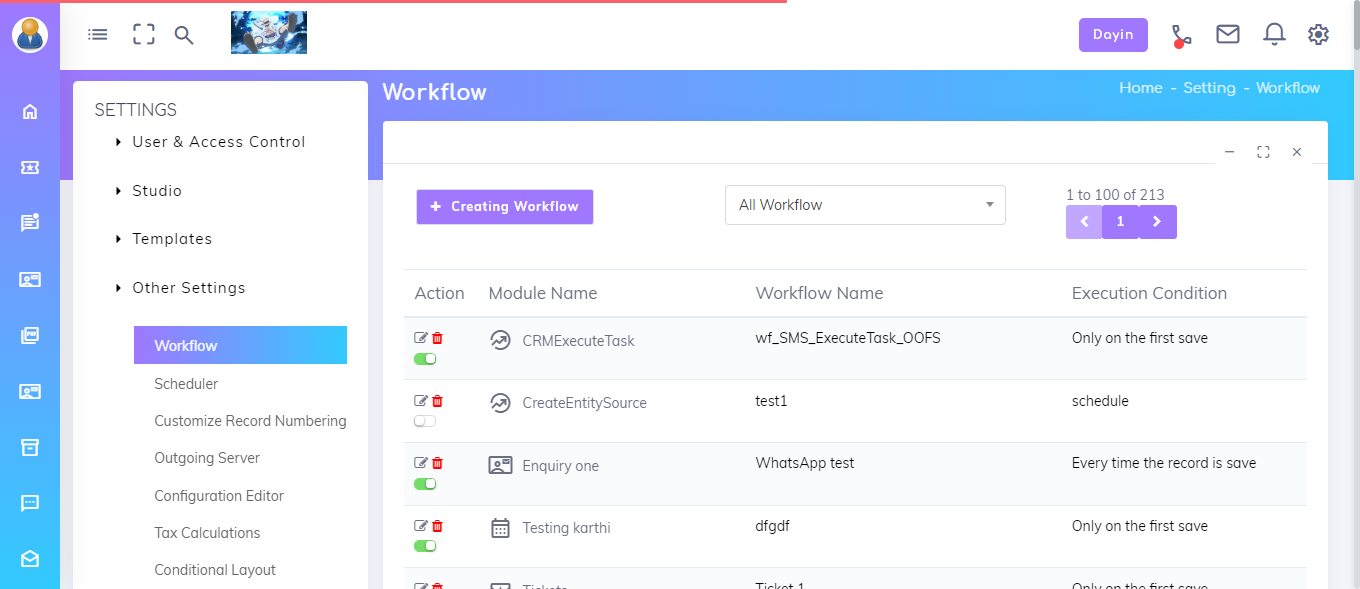 Dayin
SETTINGS
User & Access Control
Studio
Templates
Other Settings
Workflow
Scheduler
Customize Record Numbering
Outgoing Server
Configuration Editor
Tax Calculations
Conditional Layout
Workflow
Home - Setting - Workflow
+ Creating Workflow
All Workflow
1 to 100 of 213
1
Action Module Name Workflow Name Execution Condition
CRMExecuteTask wf_SMS_ExecuteTask_OOFS Only on the first save
CreateEntitySource test1 schedule
Enquiry one WhatsApp test Every time the record is save
Testing karthi dfgdf Only on the first save
Tickets Ticket 1 Only on the first save